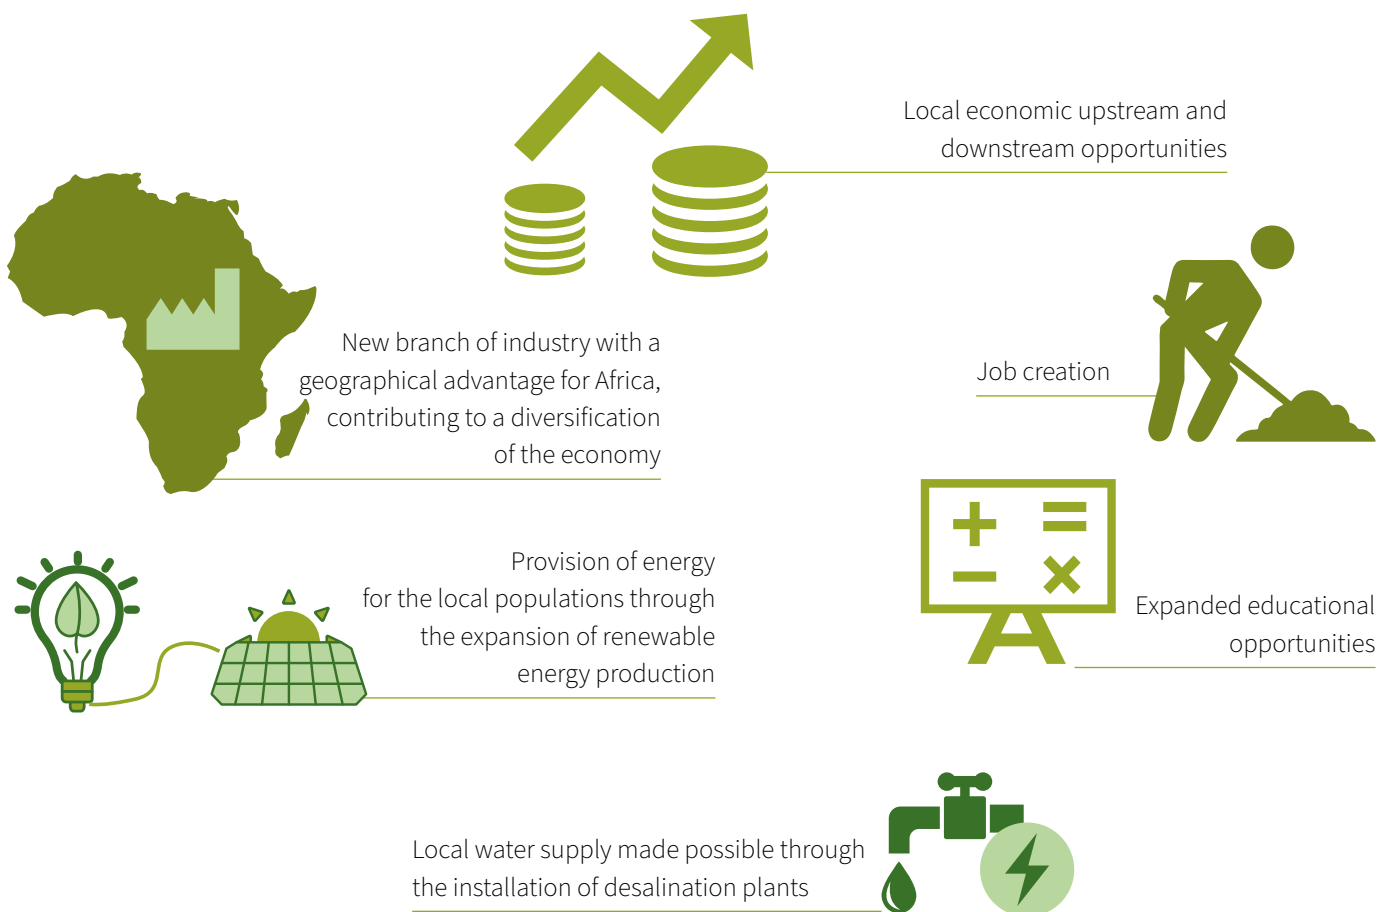 Local economic upstream and
downstream opportunities
New branch of industry with a
geographical advantage for Africa,
contributing to a diversification
of the economy
Job creation
Provision of energy
for the local populations through
the expansion of renewable
energy production
Expanded educational
opportunities
Local water supply made possible through
the installation of desalination plants